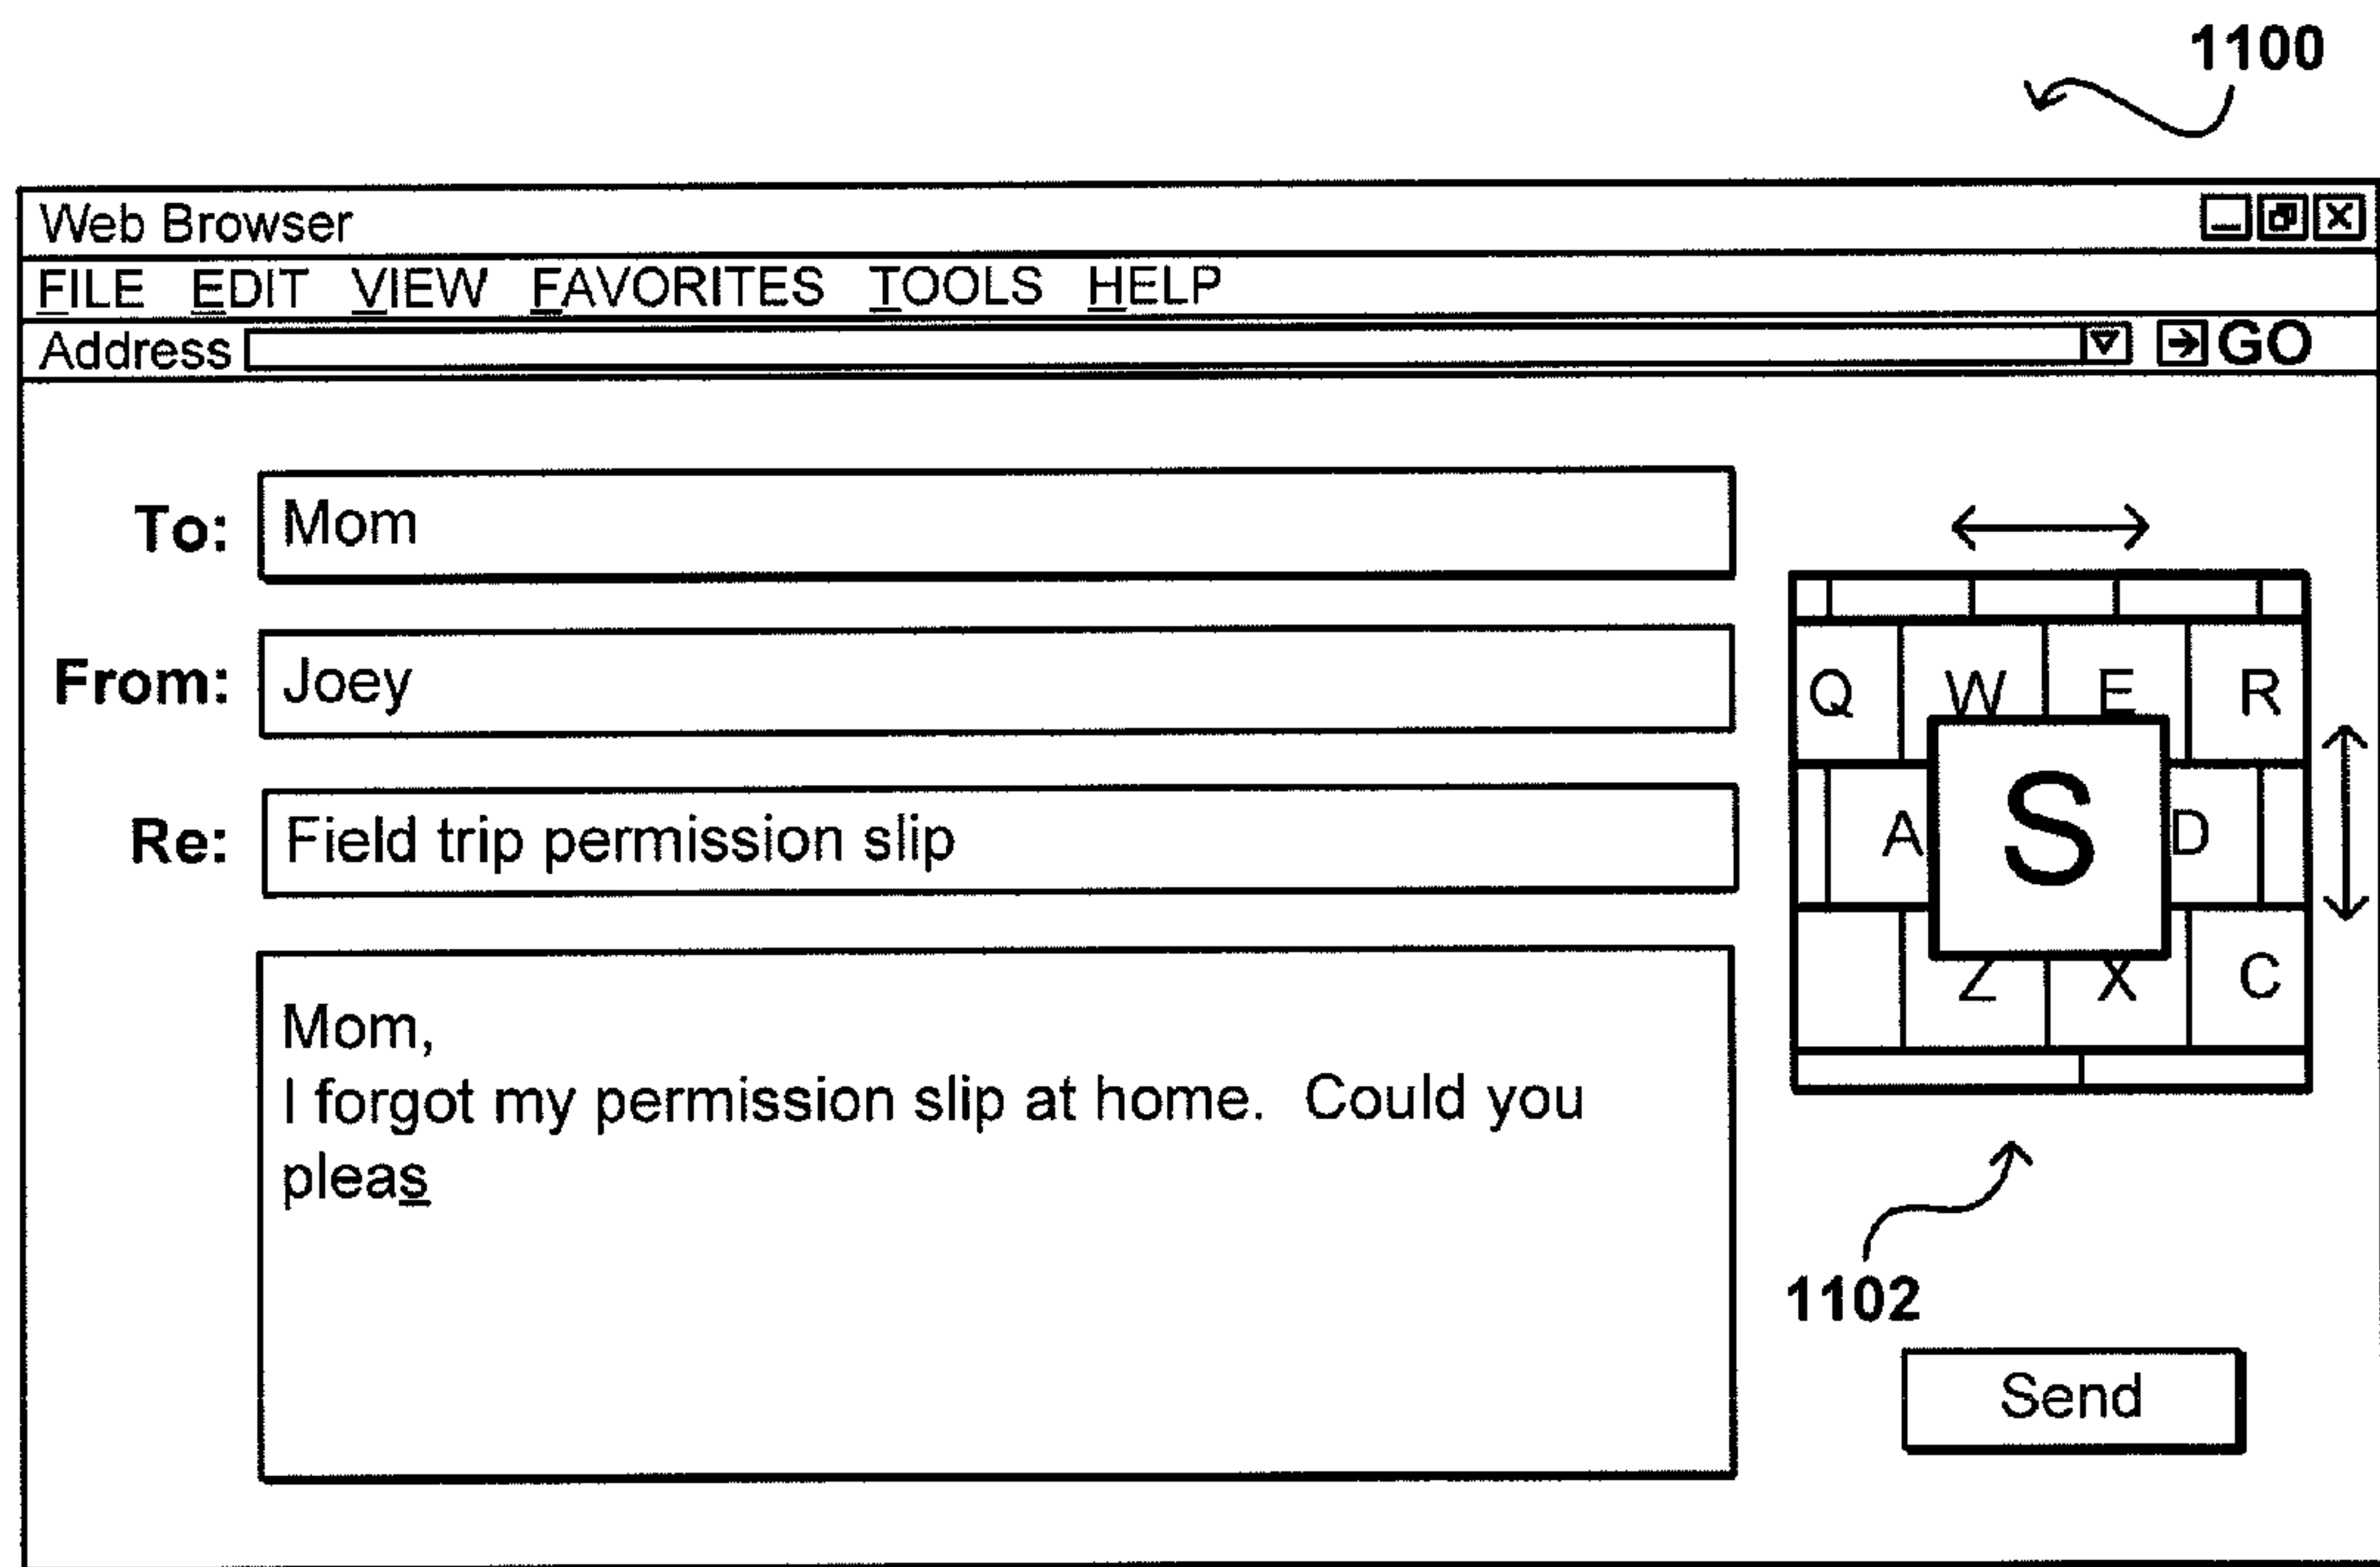 1100
Web Browser
FILE EDIT VIEW FAVORITES TOOLS HELP
Address GO
To: Mom
From: Joey
Re: Field trip permission slip
Mom,
I forgot my permission slip at home. Could you
pleas
Q W E R
A S D
Z X C
1102
Send